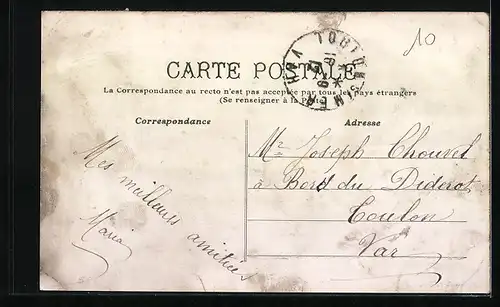 10
CARTE POSTALE
La Correspondance au recto n'est pas acceptée par tous les pays étrangers
(Se renseigner à la Poste)
Correspondance
Adresse
Mes meilleurs amitiés
Maria
Mr Joseph Chouvet
à Bord du Diderot
Toulon
Var